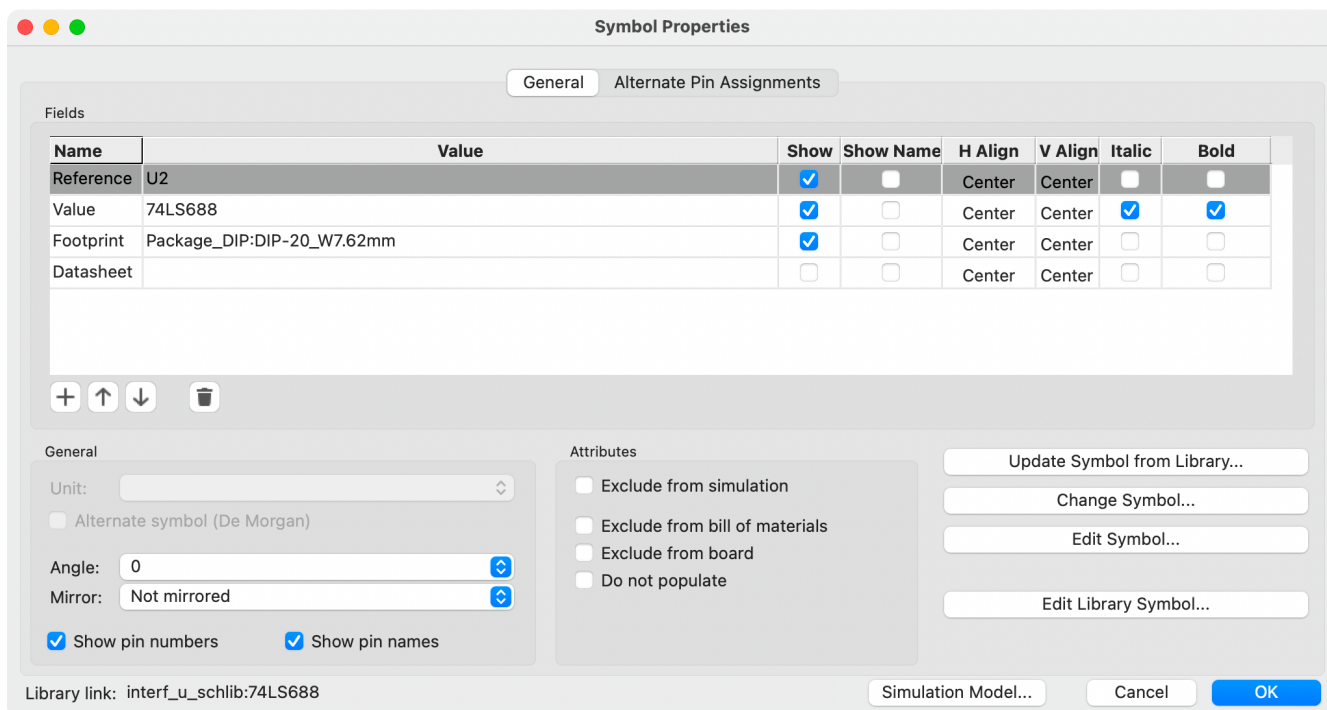 Symbol Properties
General Alternate Pin Assignments
Fields
Name Value Show Show Name H Align V Align Italic Bold
Reference U2 Center Center
Value 74LS688 Center Center
Footprint Package_DIP:DIP-20_W7.62mm Center Center
Datasheet Center Center
General
Unit:
Alternate symbol (De Morgan)
Angle: 0
Mirror: Not mirrored
Show pin numbers Show pin names
Attributes
Exclude from simulation
Exclude from bill of materials
Exclude from board
Do not populate
Update Symbol from Library...
Change Symbol...
Edit Symbol...
Edit Library Symbol...
Library link: interf_u_schlib:74LS688
Simulation Model... Cancel OK